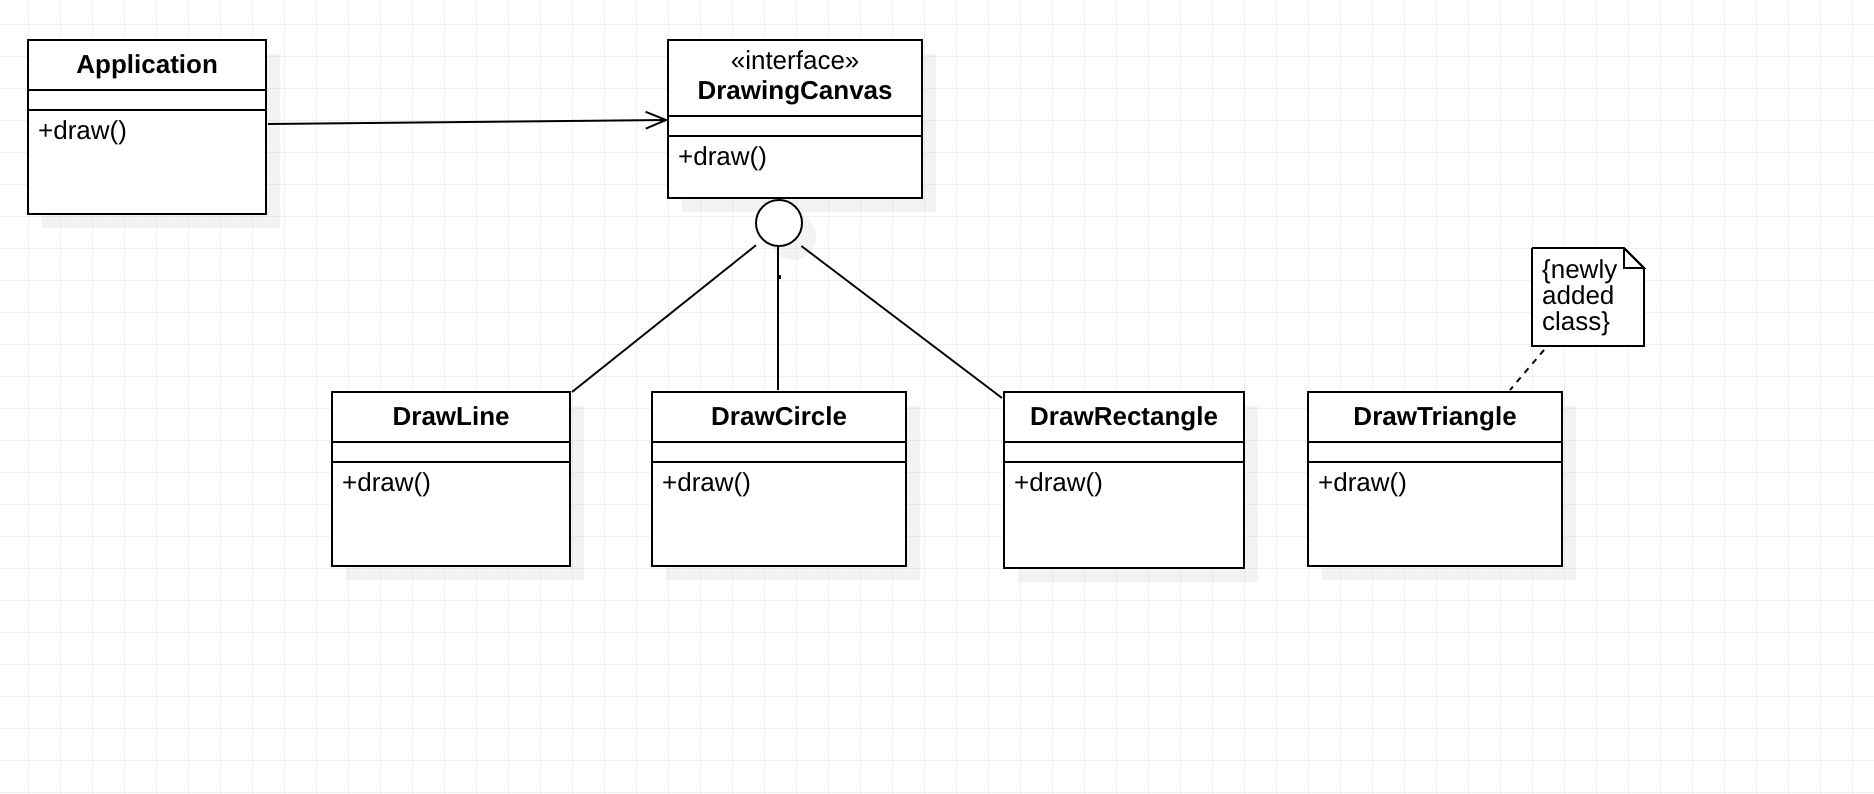 Application
+draw()
«interface»
DrawingCanvas
+draw()
{newly
added
class}
DrawLine
+draw()
DrawCircle
+draw()
DrawRectangle
+draw()
DrawTriangle
+draw()